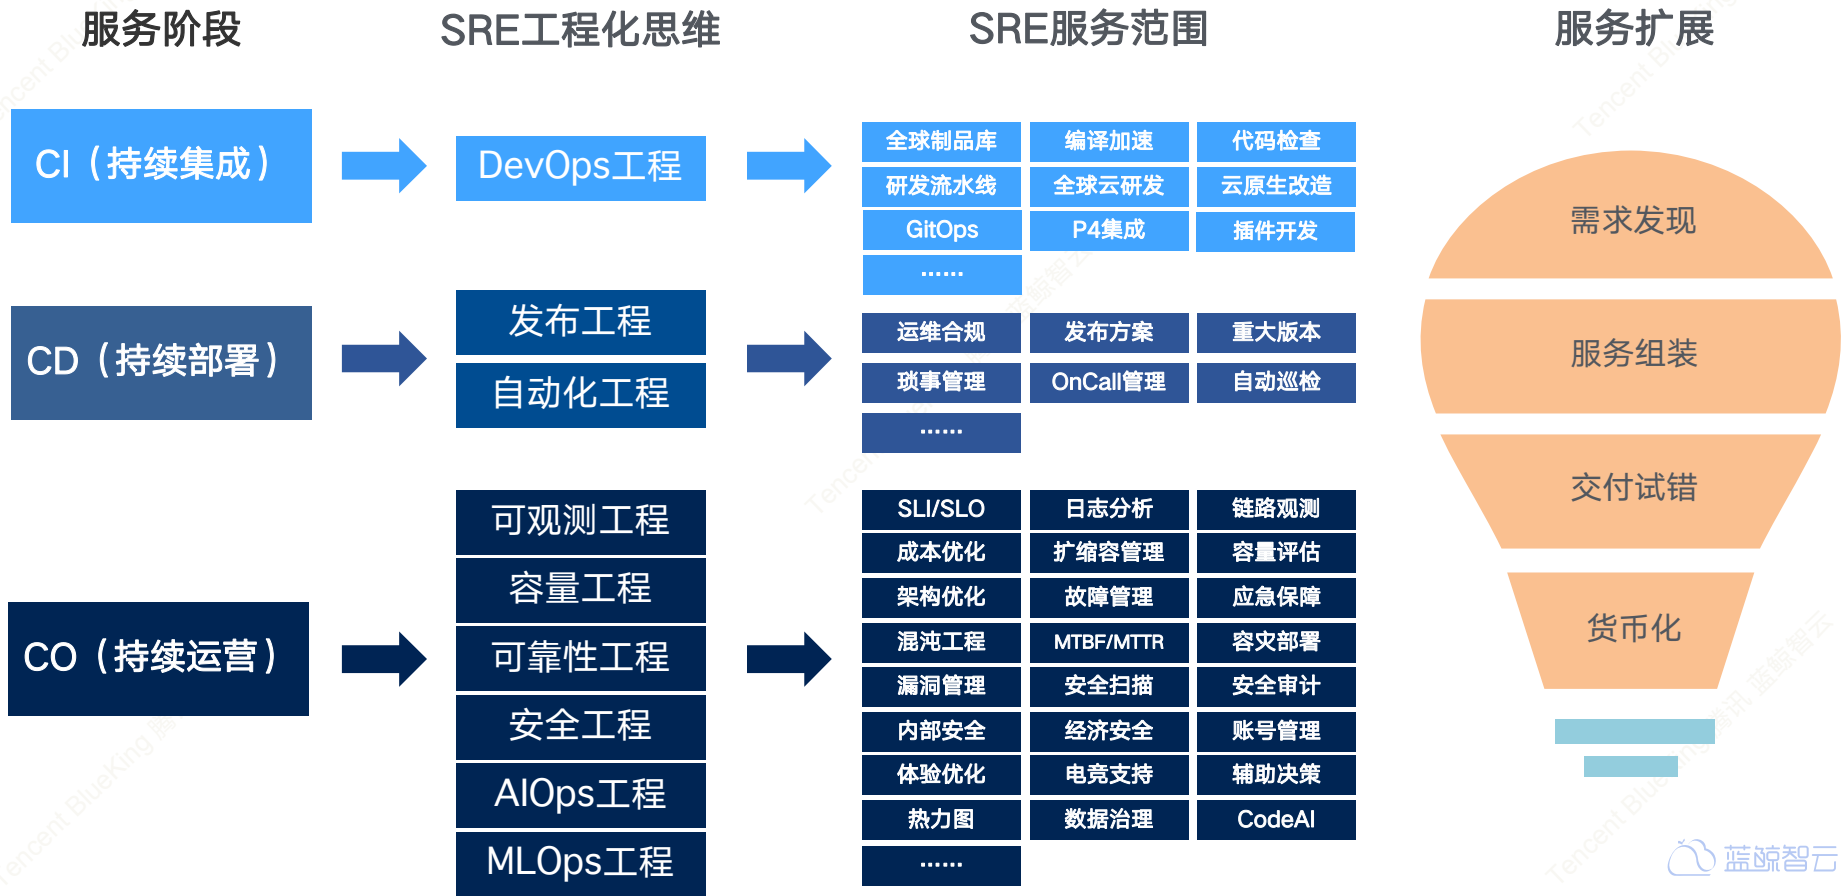 服务阶段 SRE工程化思维 SRE服务范围 服务扩展
CI（持续集成）
DevOps工程
全球制品库 编译加速 代码检查
研发流水线 全球云研发 云原生改造
GitOps P4集成 插件开发
……
CD（持续部署）
发布工程
自动化工程
运维合规 发布方案 重大版本
琐事管理 OnCall管理 自动巡检
……
CO（持续运营）
可观测工程
容量工程
可靠性工程
安全工程
AIOps工程
MLOps工程
SLI/SLO 日志分析 链路观测
成本优化 扩缩容管理 容量评估
架构优化 故障管理 应急保障
混沌工程 MTBF/MTTR 容灾部署
漏洞管理 安全扫描 安全审计
内部安全 经济安全 账号管理
体验优化 电竞支持 辅助决策
热力图 数据治理 CodeAI
……
需求发现
服务组装
交付试错
货币化
蓝鲸智云